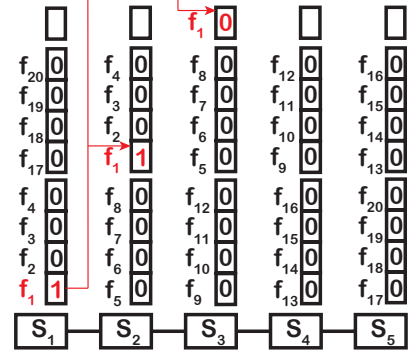 f1 0
f20 0 f4 0 f8 0 f12 0 f16 0
f19 0 f3 0 f7 0 f11 0 f15 0
f18 0 f2 0 f6 0 f10 0 f14 0
f17 0 f1 1 f5 0 f9 0 f13 0
f4 0 f8 0 f12 0 f16 0 f20 0
f3 0 f7 0 f11 0 f15 0 f19 0
f2 0 f6 0 f10 0 f14 0 f18 0
f1 1 f5 0 f9 0 f13 0 f17 0
S1 S2 S3 S4 S5